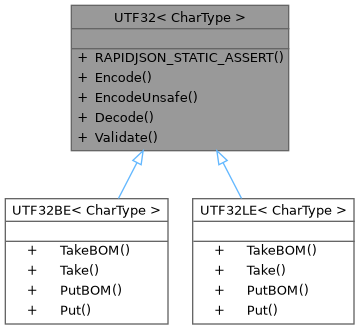 UTF32< CharType >
+ RAPIDJSON_STATIC_ASSERT()
+ Encode()
+ EncodeUnsafe()
+ Decode()
+ Validate()
UTF32BE< CharType >
+ TakeBOM()
+ Take()
+ PutBOM()
+ Put()
UTF32LE< CharType >
+ TakeBOM()
+ Take()
+ PutBOM()
+ Put()